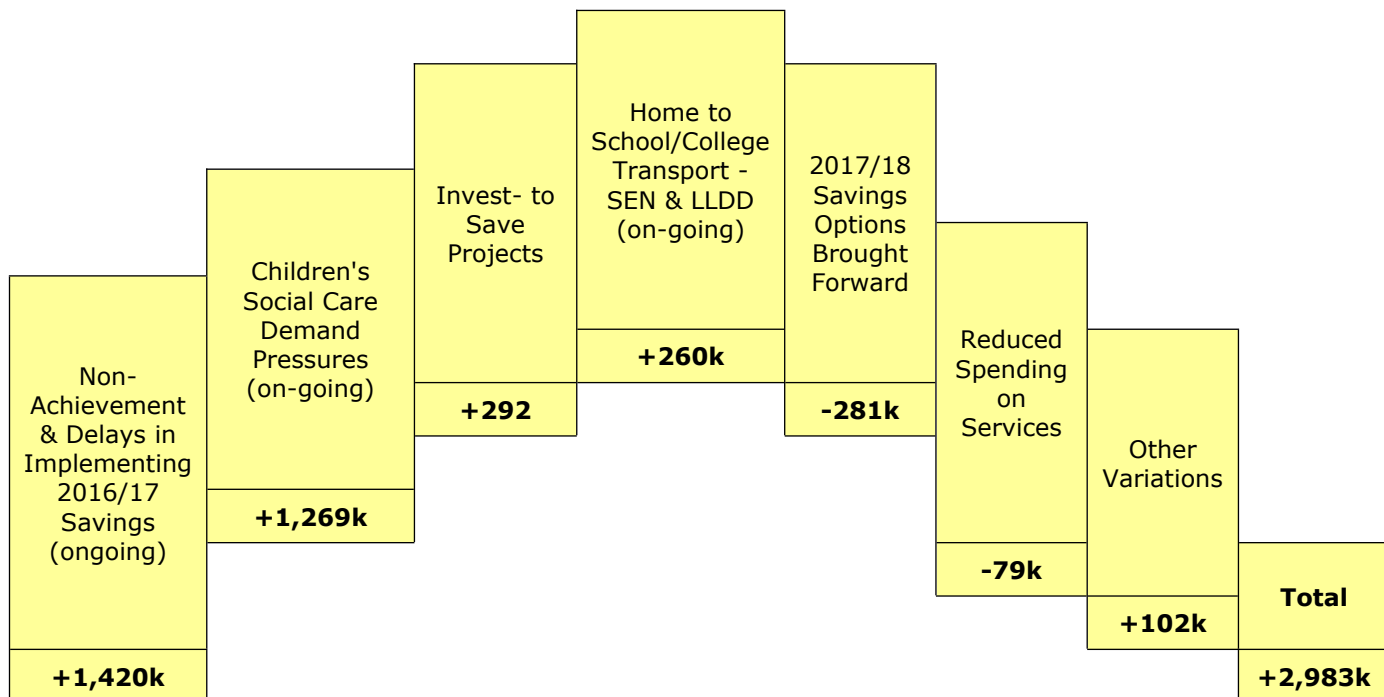 Non-
Achievement
& Delays in
Implementing
2016/17
Savings
(ongoing)
+1,420k
Children's
Social Care
Demand
Pressures
(on-going)
+1,269k
Invest- to
Save
Projects
+292
Home to
School/College
Transport -
SEN & LLDD
(on-going)
+260k
2017/18
Savings
Options
Brought
Forward
-281k
Reduced
Spending
on
Services
-79k
Other
Variations
+102k
Total
+2,983k